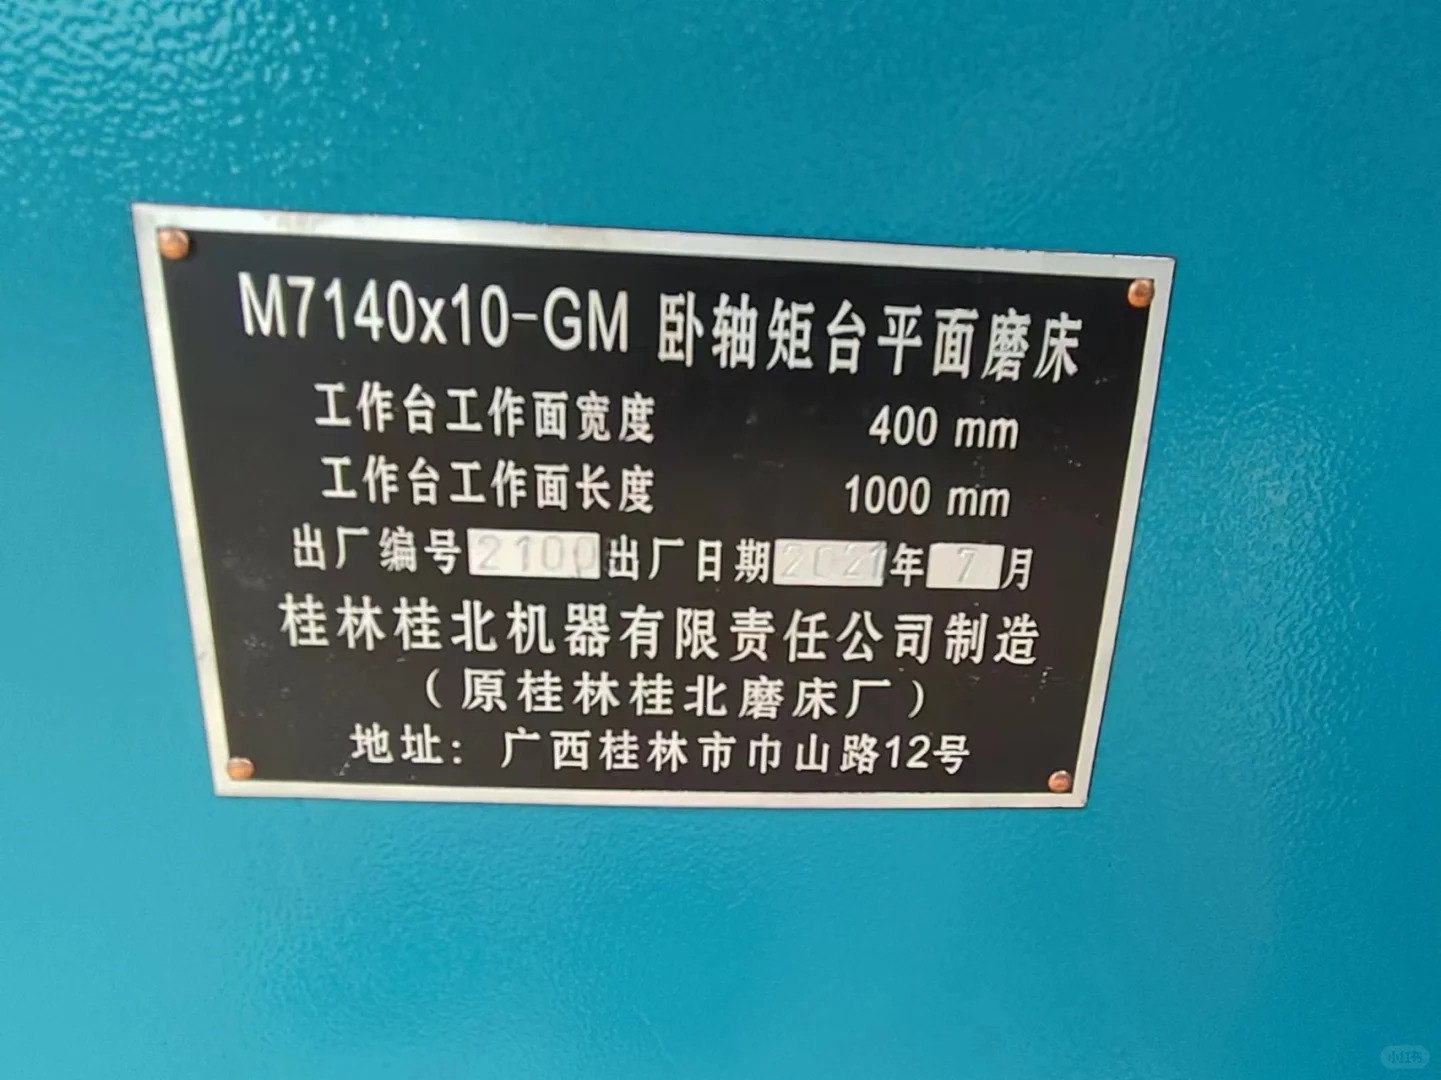 M7140x10-GM 卧轴矩台平面磨床
工作台工作面宽度 400 mm
工作台工作面长度 1000 mm
出厂编号 出厂日期 2021 年 7 月
桂林桂北机器有限责任公司制造
（原桂林桂北磨床厂）
地址：广西桂林市巾山路12号
小红书